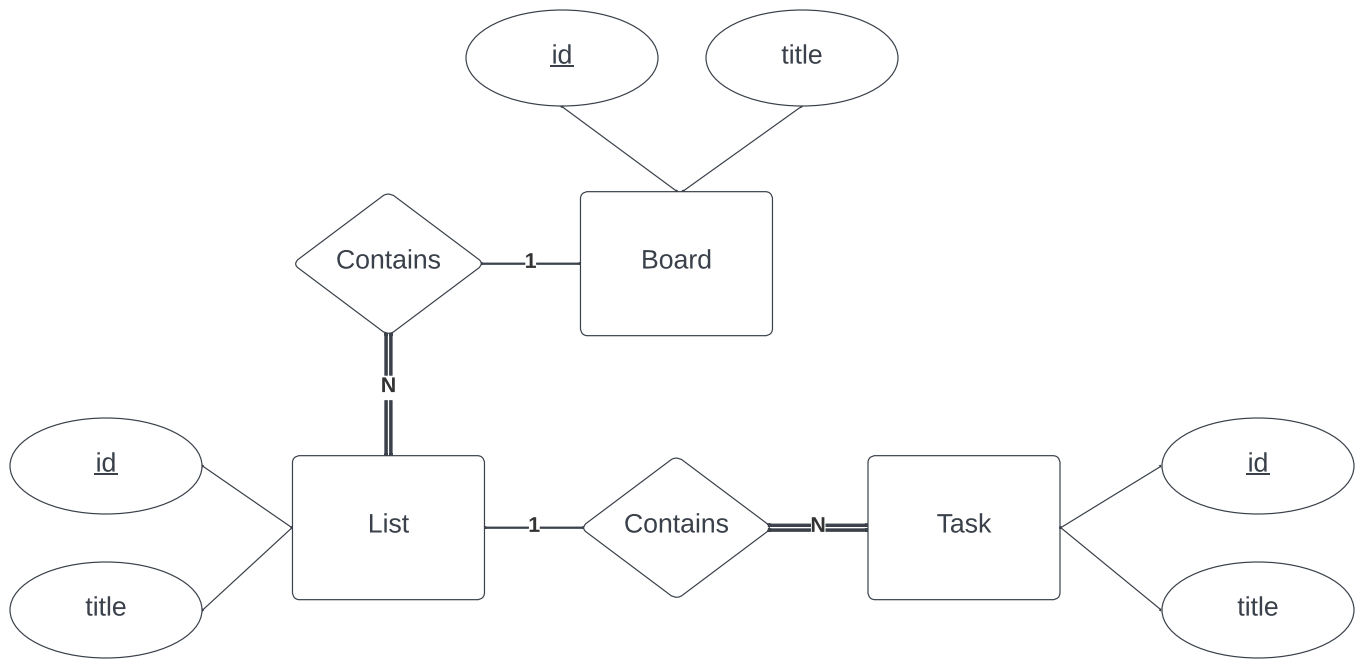 id
title
Contains
1
Board
N
id
title
List
1
Contains
N
Task
id
title